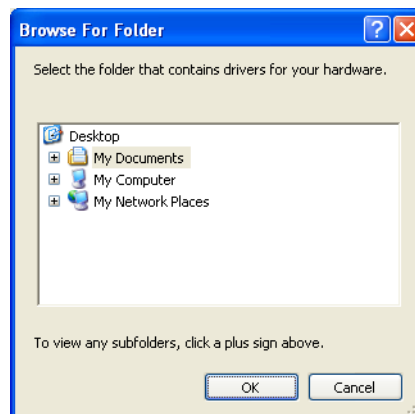 Browse For Folder
Select the folder that contains drivers for your hardware.
Desktop
My Documents
My Computer
My Network Places
To view any subfolders, click a plus sign above.
OK Cancel